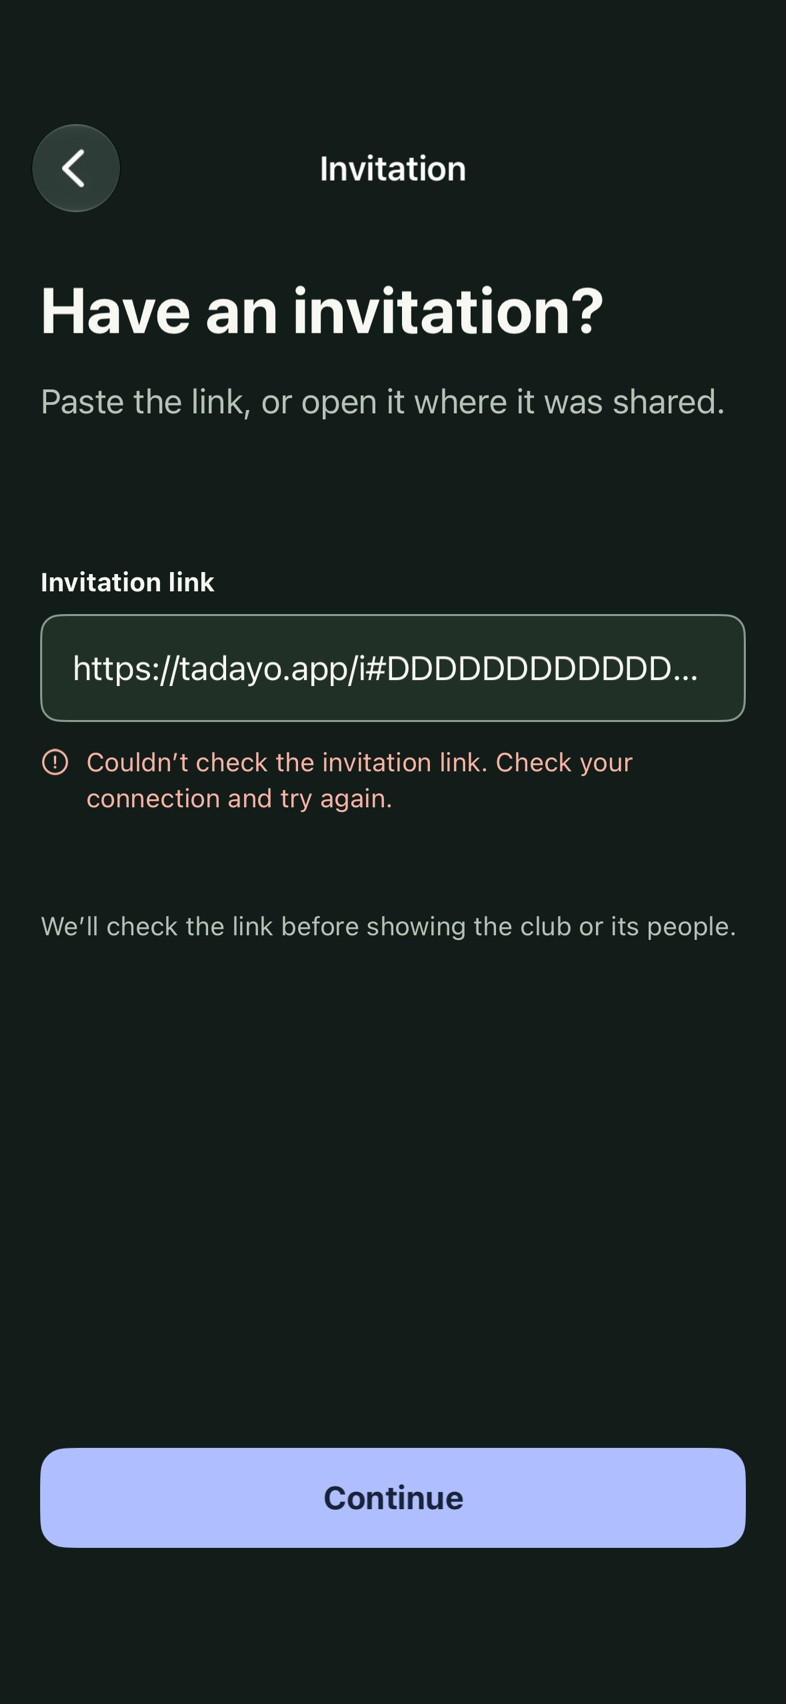 Invitation
Have an invitation?
Paste the link, or open it where it was shared.
Invitation link
https://tadayo.app/i#DDDDDDDDDDDD...
Couldn’t check the invitation link. Check your
connection and try again.
We’ll check the link before showing the club or its people.
Continue